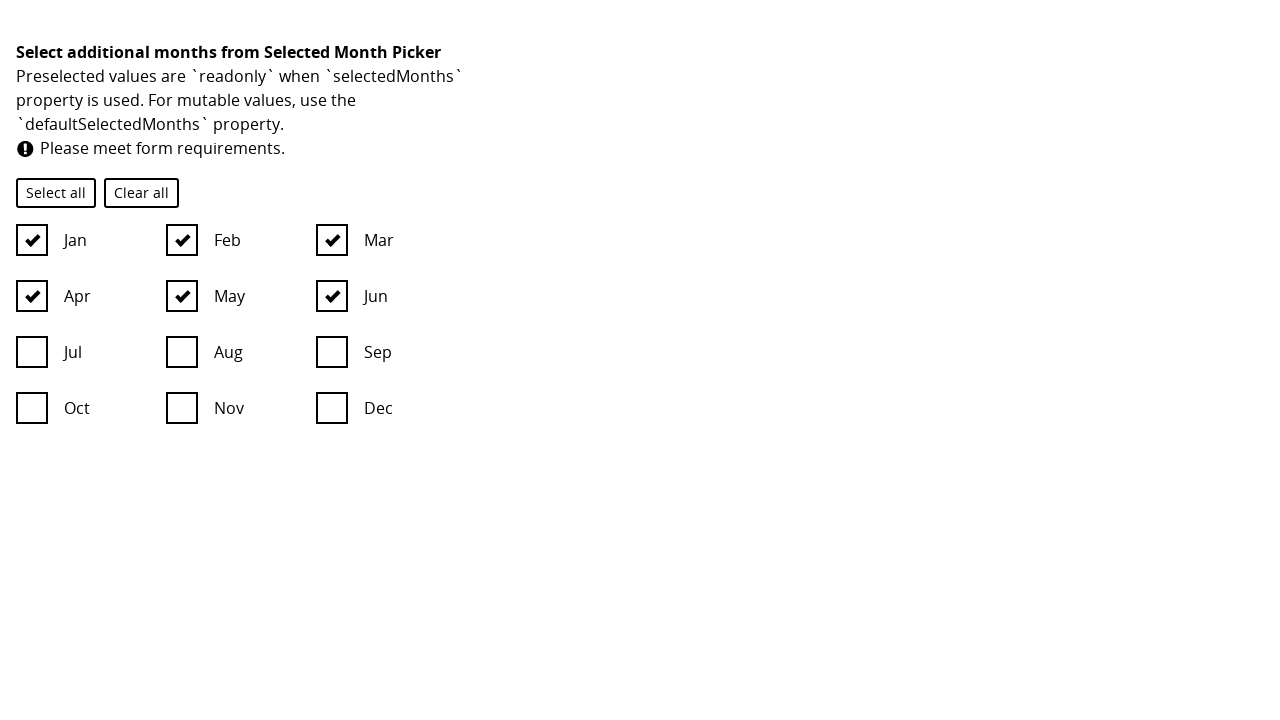 Select additional months from Selected Month Picker
Preselected values are `readonly` when `selectedMonths`
property is used. For mutable values, use the
`defaultSelectedMonths` property.
Please meet form requirements.
Select all Clear all
Jan Feb Mar
Apr May Jun
Jul Aug Sep
Oct Nov Dec